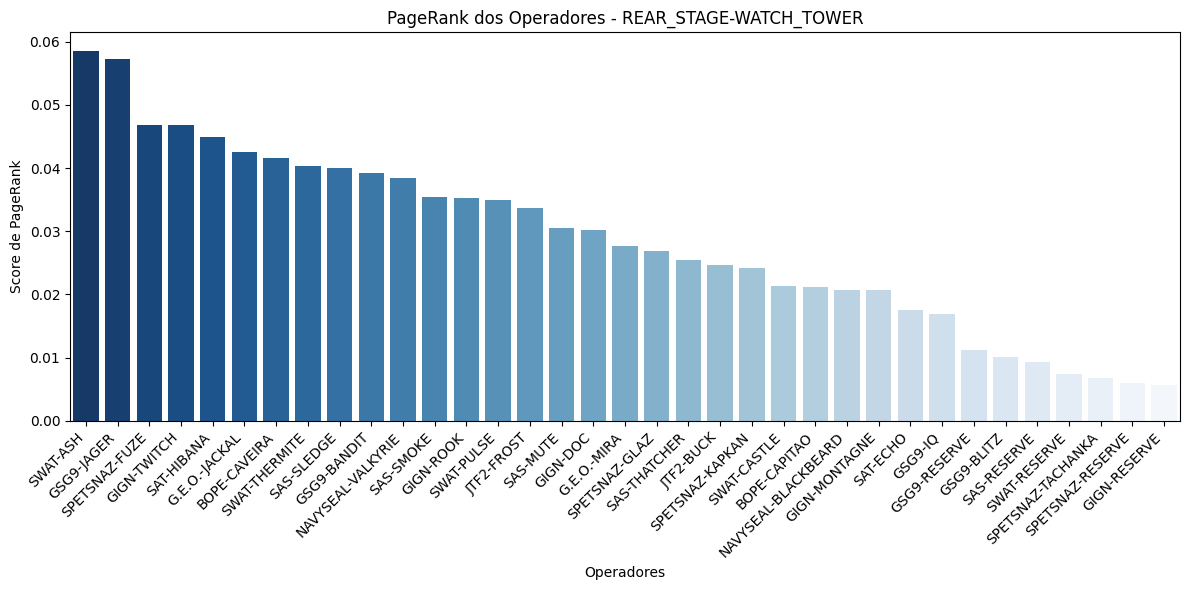 PageRank dos Operadores - REAR_STAGE-WATCH_TOWER
Score de PageRank
0.06
0.05
0.04
0.03
0.02
0.01
0.00
SWAT-ASH
GSG9-JAGER
SPETSNAZ-FUZE
GIGN-TWITCH
SAT-HIBANA
G.E.O.-JACKAL
BOPE-CAVEIRA
SWAT-THERMITE
SAS-SLEDGE
GSG9-BANDIT
NAVYSEAL-VALKYRIE
SAS-SMOKE
GIGN-ROOK
SWAT-PULSE
JTF2-FROST
SAS-MUTE
GIGN-DOC
G.E.O.-MIRA
SPETSNAZ-GLAZ
SAS-THATCHER
JTF2-BUCK
SPETSNAZ-KAPKAN
SWAT-CASTLE
BOPE-CAPITAO
NAVYSEAL-BLACKBEARD
GIGN-MONTAGNE
SAT-ECHO
GSG9-IQ
GSG9-RESERVE
GSG9-BLITZ
SAS-RESERVE
SWAT-RESERVE
SPETSNAZ-TACHANKA
SPETSNAZ-RESERVE
GIGN-RESERVE
Operadores